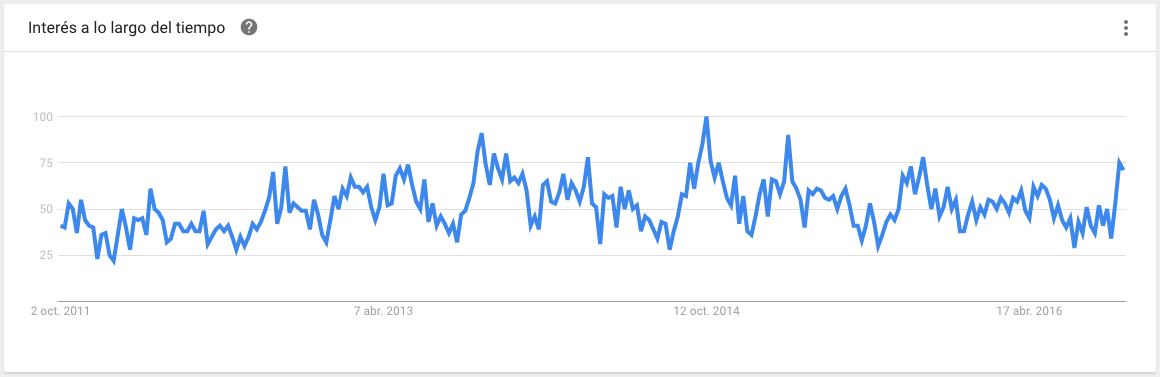 Interés a lo largo del tiempo ?
100
75
50
25
2 oct. 2011 7 abr. 2013 12 oct. 2014 17 abr. 2016